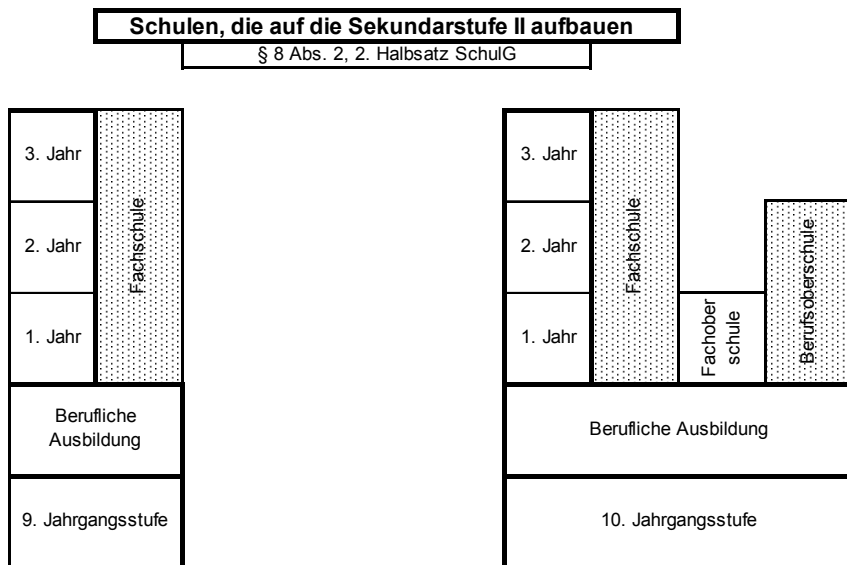 Schulen, die auf die Sekundarstufe II aufbauen
§ 8 Abs. 2, 2. Halbsatz SchulG
3. Jahr
2. Jahr
1. Jahr
Fachschule
Berufliche
Ausbildung
9. Jahrgangsstufe
3. Jahr
2. Jahr
1. Jahr
Fachschule
Fachober
schule
Berufsoberschule
Berufliche Ausbildung
10. Jahrgangsstufe